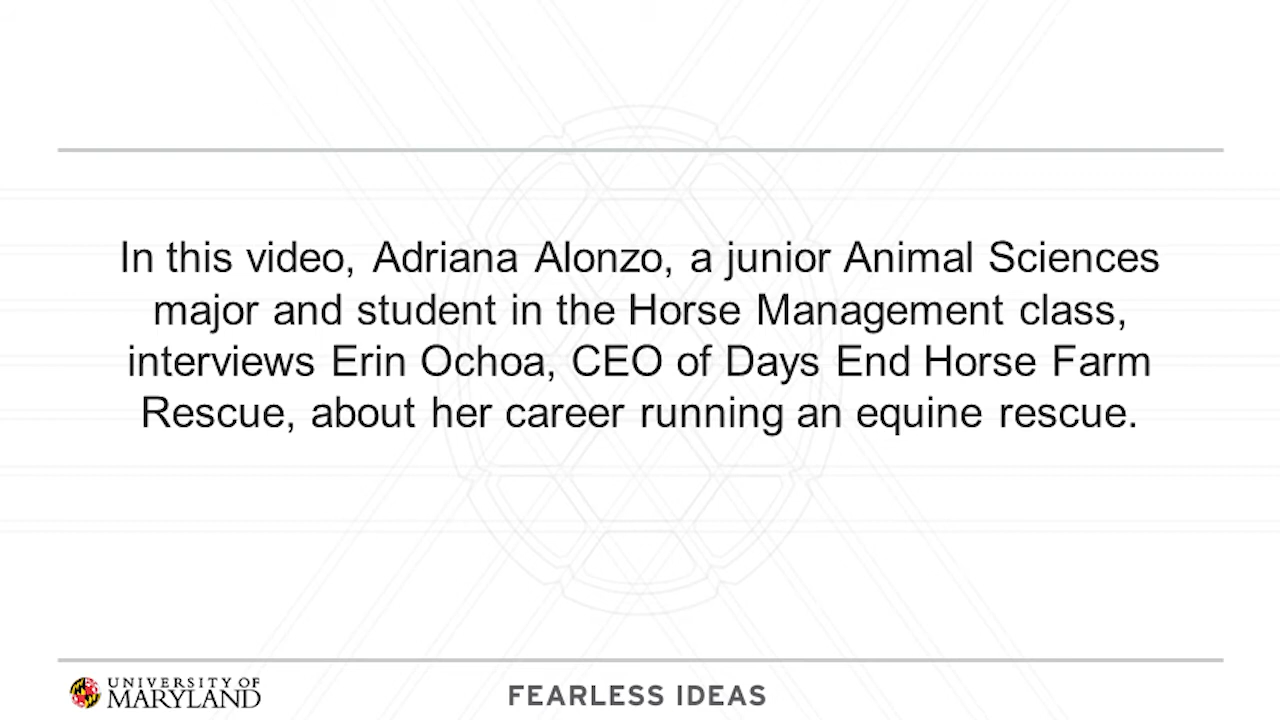 In this video, Adriana Alonzo, a junior Animal Sciences
major and student in the Horse Management class,
interviews Erin Ochoa, CEO of Days End Horse Farm
Rescue, about her career running an equine rescue.
UNIVERSITY OF
MARYLAND
FEARLESS IDEAS